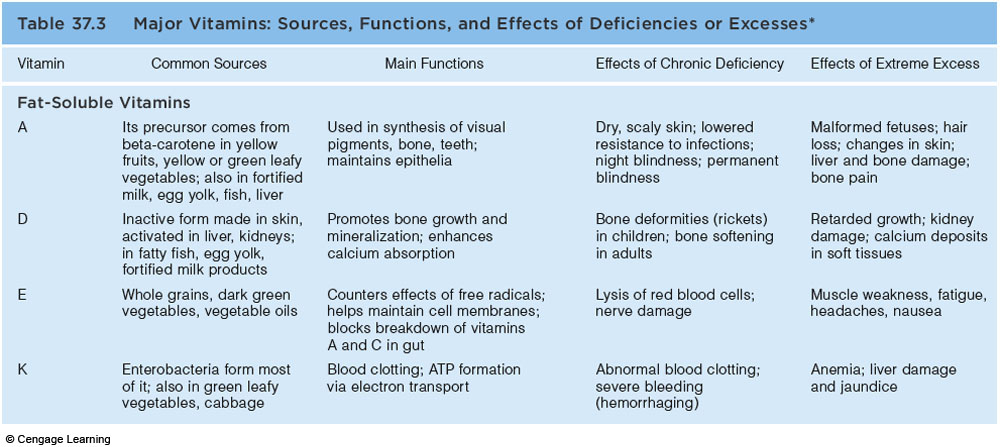 Table 37.3 Major Vitamins: Sources, Functions, and Effects of Deficiencies or Excesses*
Vitamin Common Sources Main Functions Effects of Chronic Deficiency Effects of Extreme Excess
Fat-Soluble Vitamins
A Its precursor comes from Used in synthesis of visual Dry, scaly skin; lowered Malformed fetuses; hair
beta-carotene in yellow pigments, bone, teeth; resistance to infections; loss; changes in skin;
fruits, yellow or green leafy maintains epithelia night blindness; permanent liver and bone damage;
vegetables; also in fortified blindness bone pain
milk, egg yolk, fish, liver
D Inactive form made in skin, Promotes bone growth and Bone deformities (rickets) Retarded growth; kidney
activated in liver, kidneys; mineralization; enhances in children; bone softening damage; calcium deposits
in fatty fish, egg yolk, calcium absorption in adults in soft tissues
fortified milk products
E Whole grains, dark green Counters effects of free radicals; Lysis of red blood cells; Muscle weakness, fatigue,
vegetables, vegetable oils helps maintain cell membranes; nerve damage headaches, nausea
blocks breakdown of vitamins
A and C in gut
K Enterobacteria form most Blood clotting; ATP formation Abnormal blood clotting; Anemia; liver damage
of it; also in green leafy via electron transport severe bleeding and jaundice
vegetables, cabbage (hemorrhaging)
© Cengage Learning